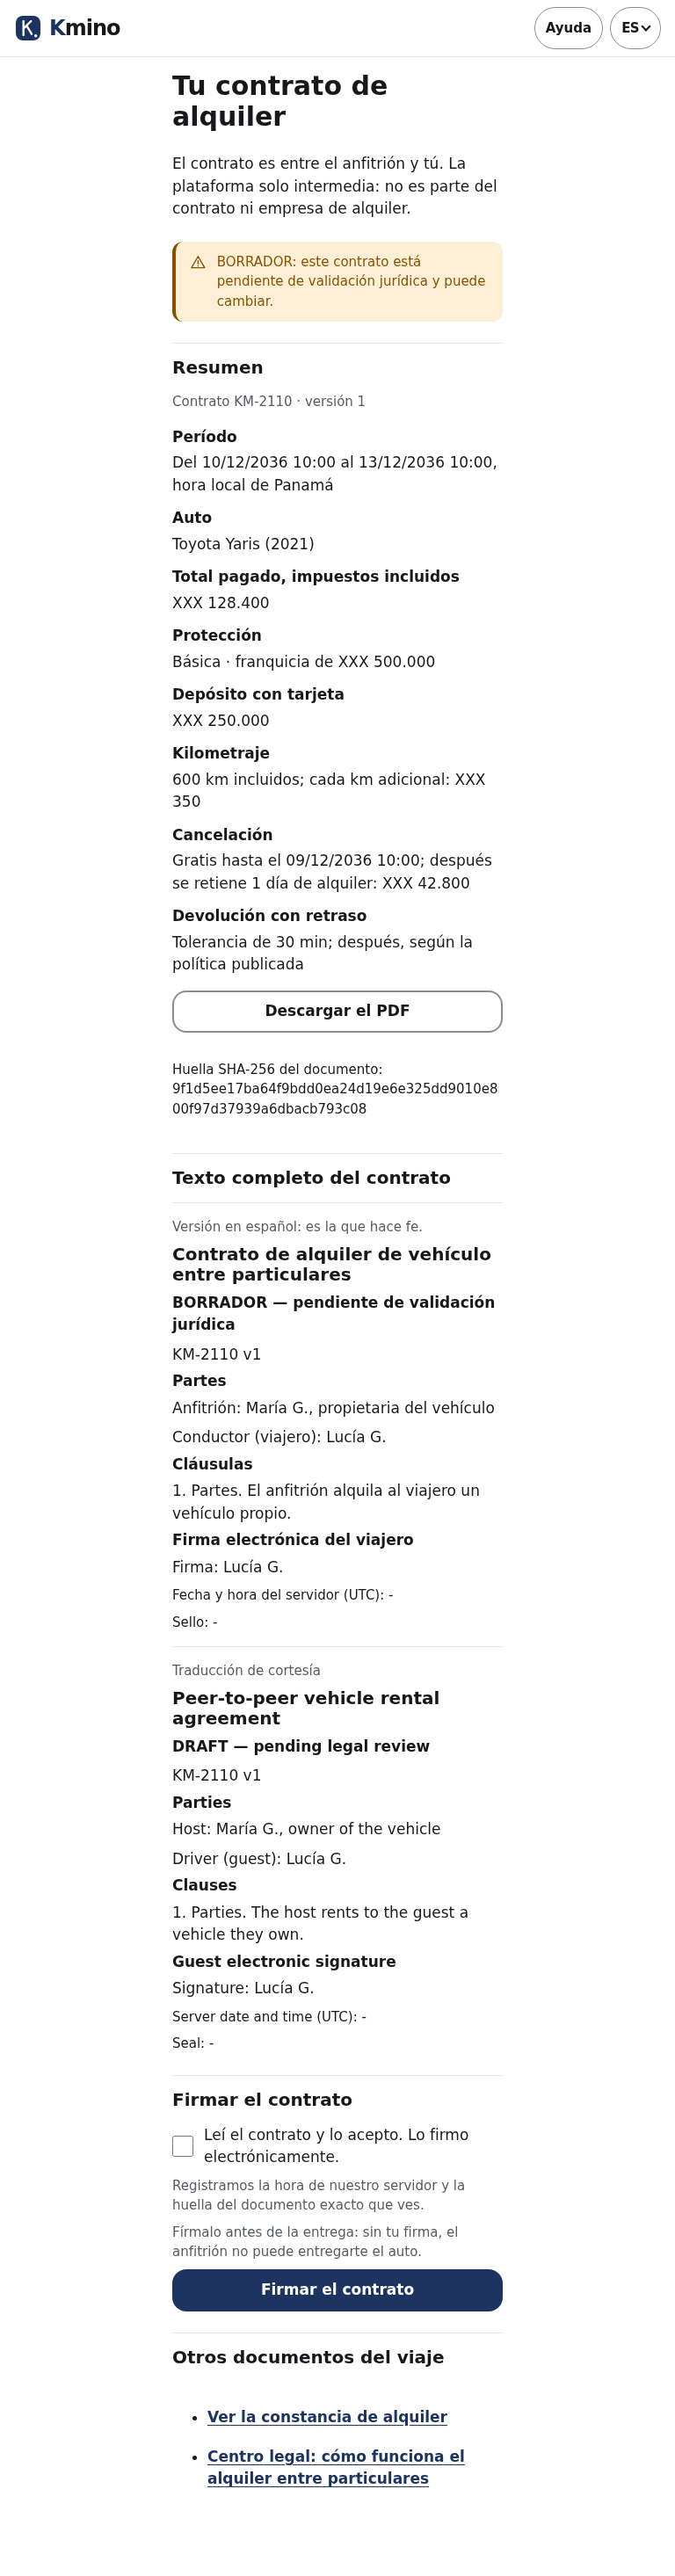 Kmino
Ayuda
ES
Tu contrato de
alquiler
El contrato es entre el anfitrión y tú. La
plataforma solo intermedia: no es parte del
contrato ni empresa de alquiler.
BORRADOR: este contrato está
pendiente de validación jurídica y puede
cambiar.
Resumen
Contrato KM-2110 · versión 1
Período
Del 10/12/2036 10:00 al 13/12/2036 10:00,
hora local de Panamá
Auto
Toyota Yaris (2021)
Total pagado, impuestos incluidos
XXX 128.400
Protección
Básica · franquicia de XXX 500.000
Depósito con tarjeta
XXX 250.000
Kilometraje
600 km incluidos; cada km adicional: XXX
350
Cancelación
Gratis hasta el 09/12/2036 10:00; después
se retiene 1 día de alquiler: XXX 42.800
Devolución con retraso
Tolerancia de 30 min; después, según la
política publicada
Descargar el PDF
Huella SHA-256 del documento:
9f1d5ee17ba64f9bdd0ea24d19e6e325dd9010e8
00f97d37939a6dbacb793c08
Texto completo del contrato
Versión en español: es la que hace fe.
Contrato de alquiler de vehículo
entre particulares
BORRADOR — pendiente de validación
jurídica
KM-2110 v1
Partes
Anfitrión: María G., propietaria del vehículo
Conductor (viajero): Lucía G.
Cláusulas
1. Partes. El anfitrión alquila al viajero un
vehículo propio.
Firma electrónica del viajero
Firma: Lucía G.
Fecha y hora del servidor (UTC): -
Sello: -
Traducción de cortesía
Peer-to-peer vehicle rental
agreement
DRAFT — pending legal review
KM-2110 v1
Parties
Host: María G., owner of the vehicle
Driver (guest): Lucía G.
Clauses
1. Parties. The host rents to the guest a
vehicle they own.
Guest electronic signature
Signature: Lucía G.
Server date and time (UTC): -
Seal: -
Firmar el contrato
Leí el contrato y lo acepto. Lo firmo
electrónicamente.
Registramos la hora de nuestro servidor y la
huella del documento exacto que ves.
Fírmalo antes de la entrega: sin tu firma, el
anfitrión no puede entregarte el auto.
Firmar el contrato
Otros documentos del viaje
Ver la constancia de alquiler
Centro legal: cómo funciona el
alquiler entre particulares